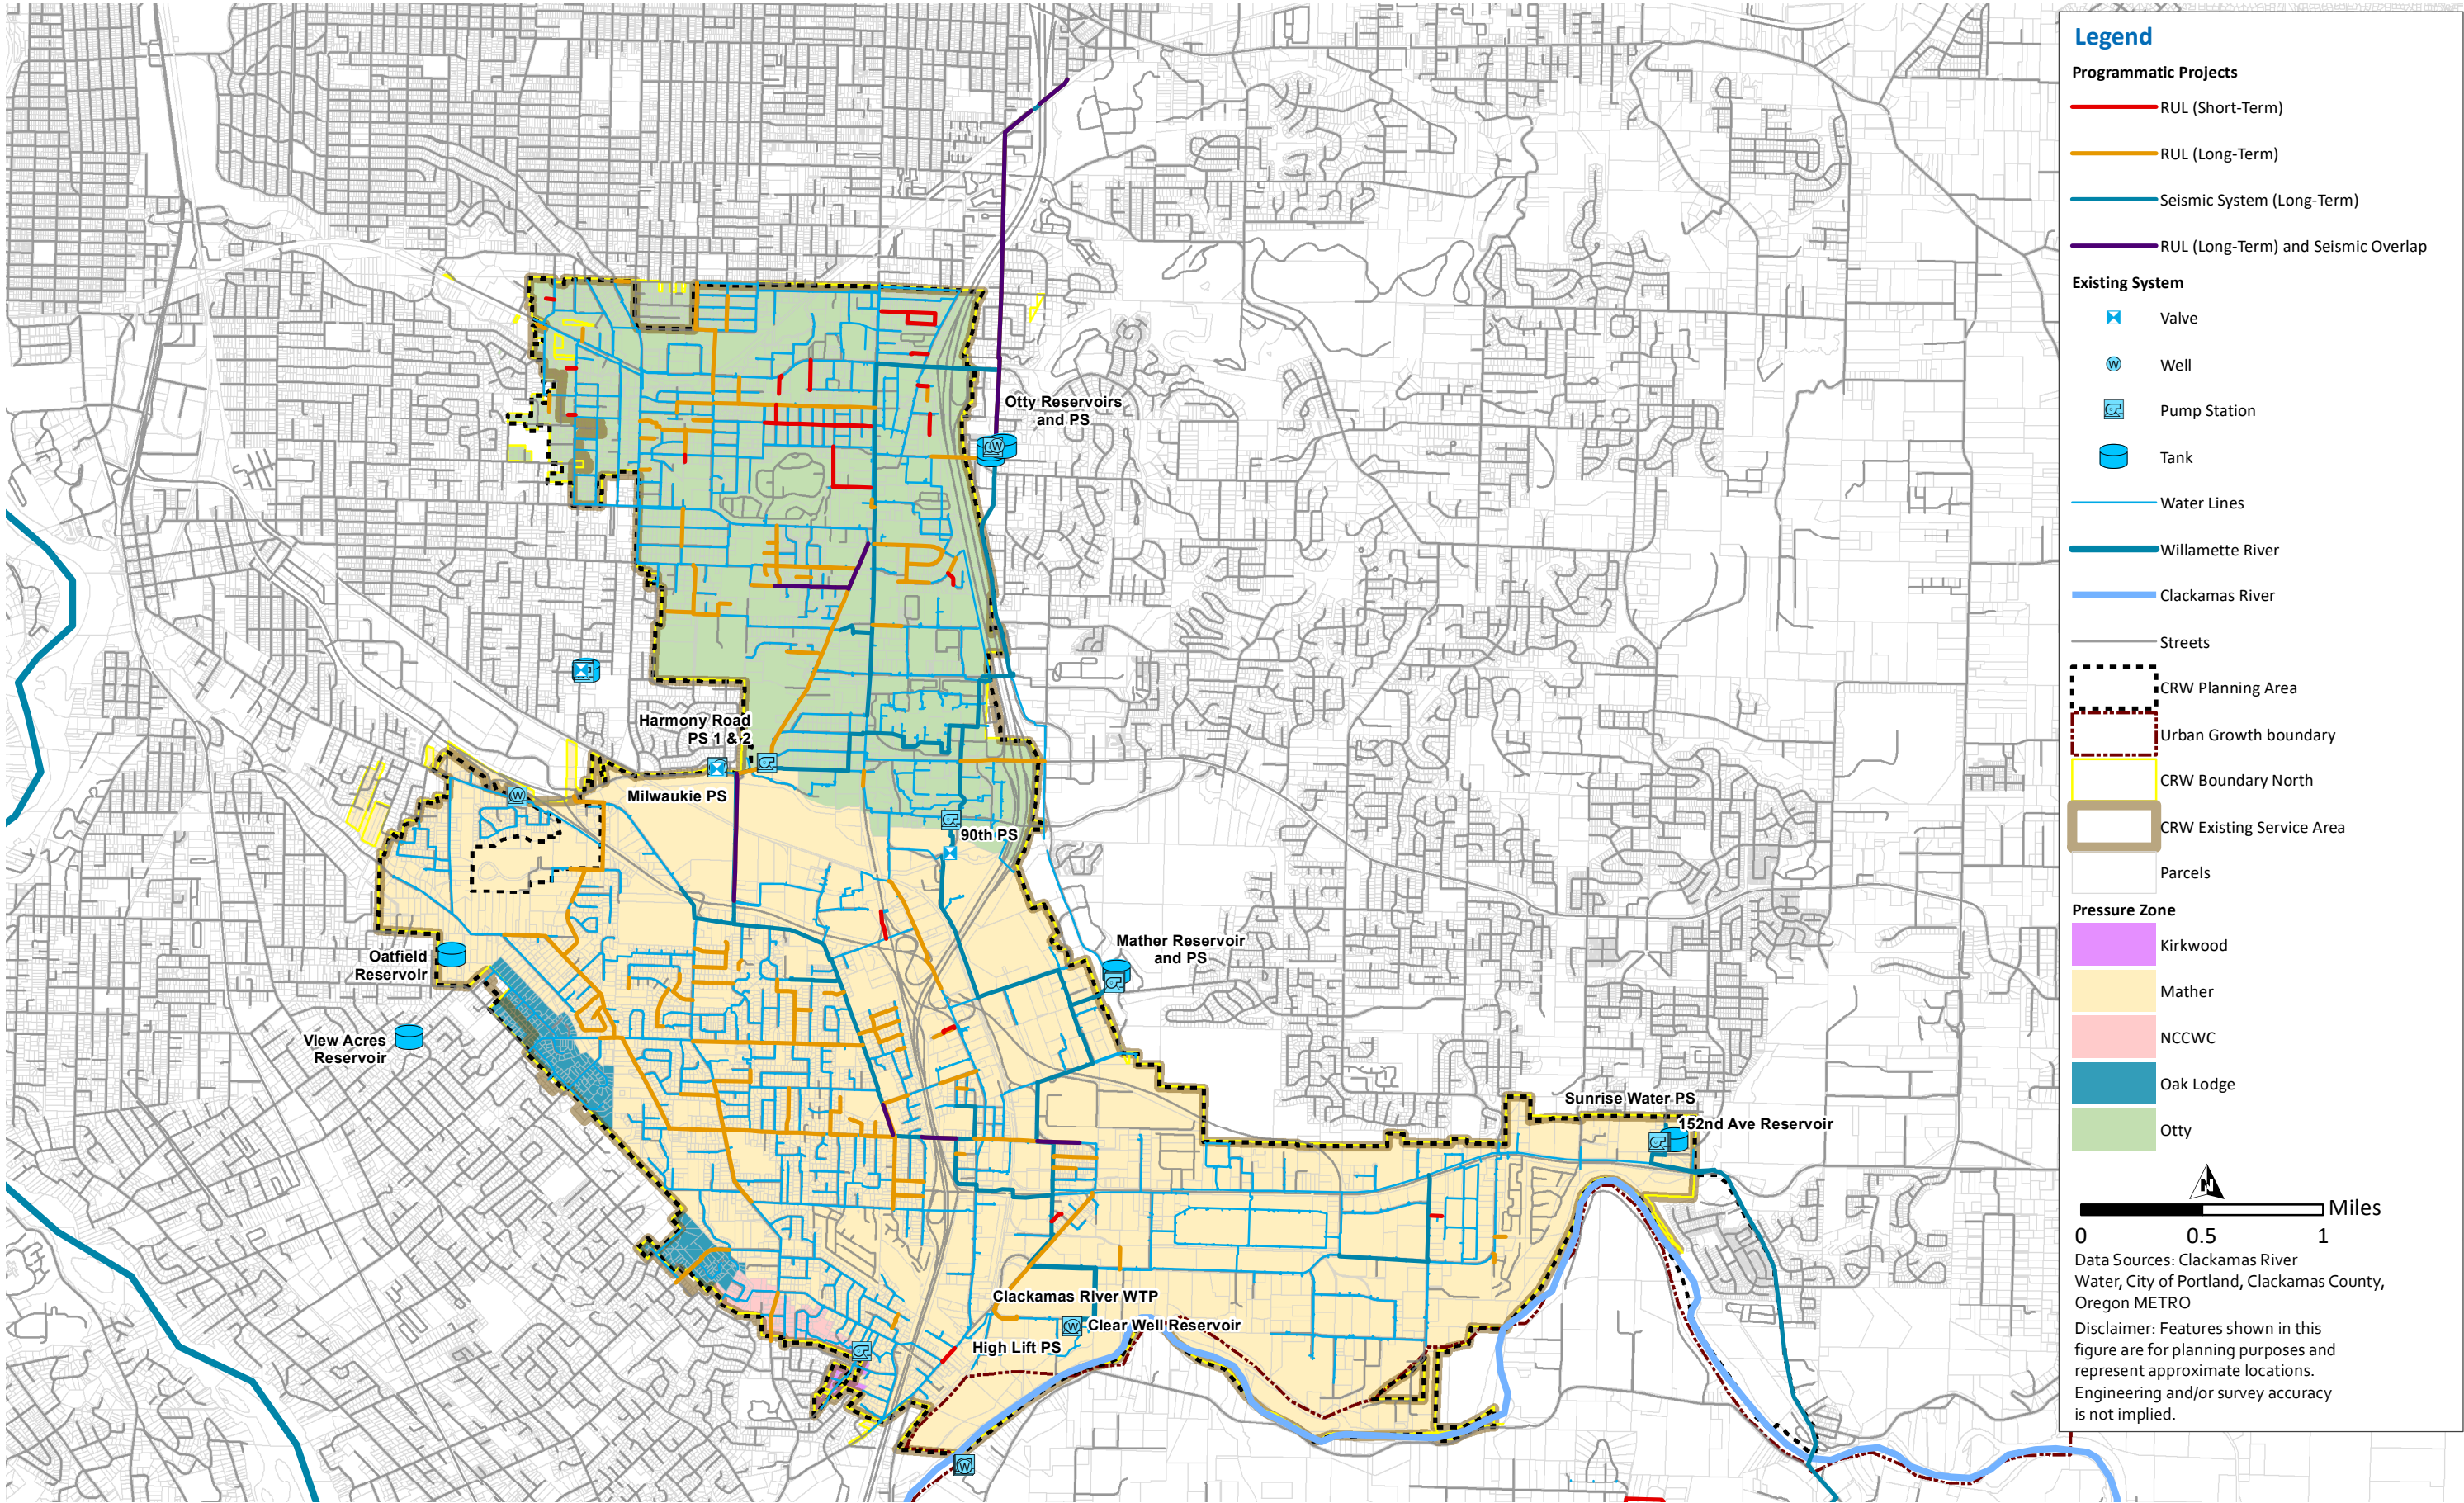 Otty Reservoirs
and PS
Harmony Road
PS 1 & 2
Milwaukie PS
90th PS
Oatfield
Reservoir
View Acres
Reservoir
Mather Reservoir
and PS
Sunrise Water PS
152nd Ave Reservoir
Clackamas River WTP
Clear Well Reservoir
High Lift PS
Legend
Programmatic Projects
RUL (Short-Term)
RUL (Long-Term)
Seismic System (Long-Term)
RUL (Long-Term) and Seismic Overlap
Existing System
Valve
W Well
Pump Station
Tank
Water Lines
Willamette River
Clackamas River
Streets
CRW Planning Area
Urban Growth boundary
CRW Boundary North
CRW Existing Service Area
Parcels
Pressure Zone
Kirkwood
Mather
NCCWC
Oak Lodge
Otty
N
Miles
0 0.5 1
Data Sources: Clackamas River
Water, City of Portland, Clackamas County,
Oregon METRO
Disclaimer: Features shown in this
figure are for planning purposes and
represent approximate locations.
Engineering and/or survey accuracy
is not implied.